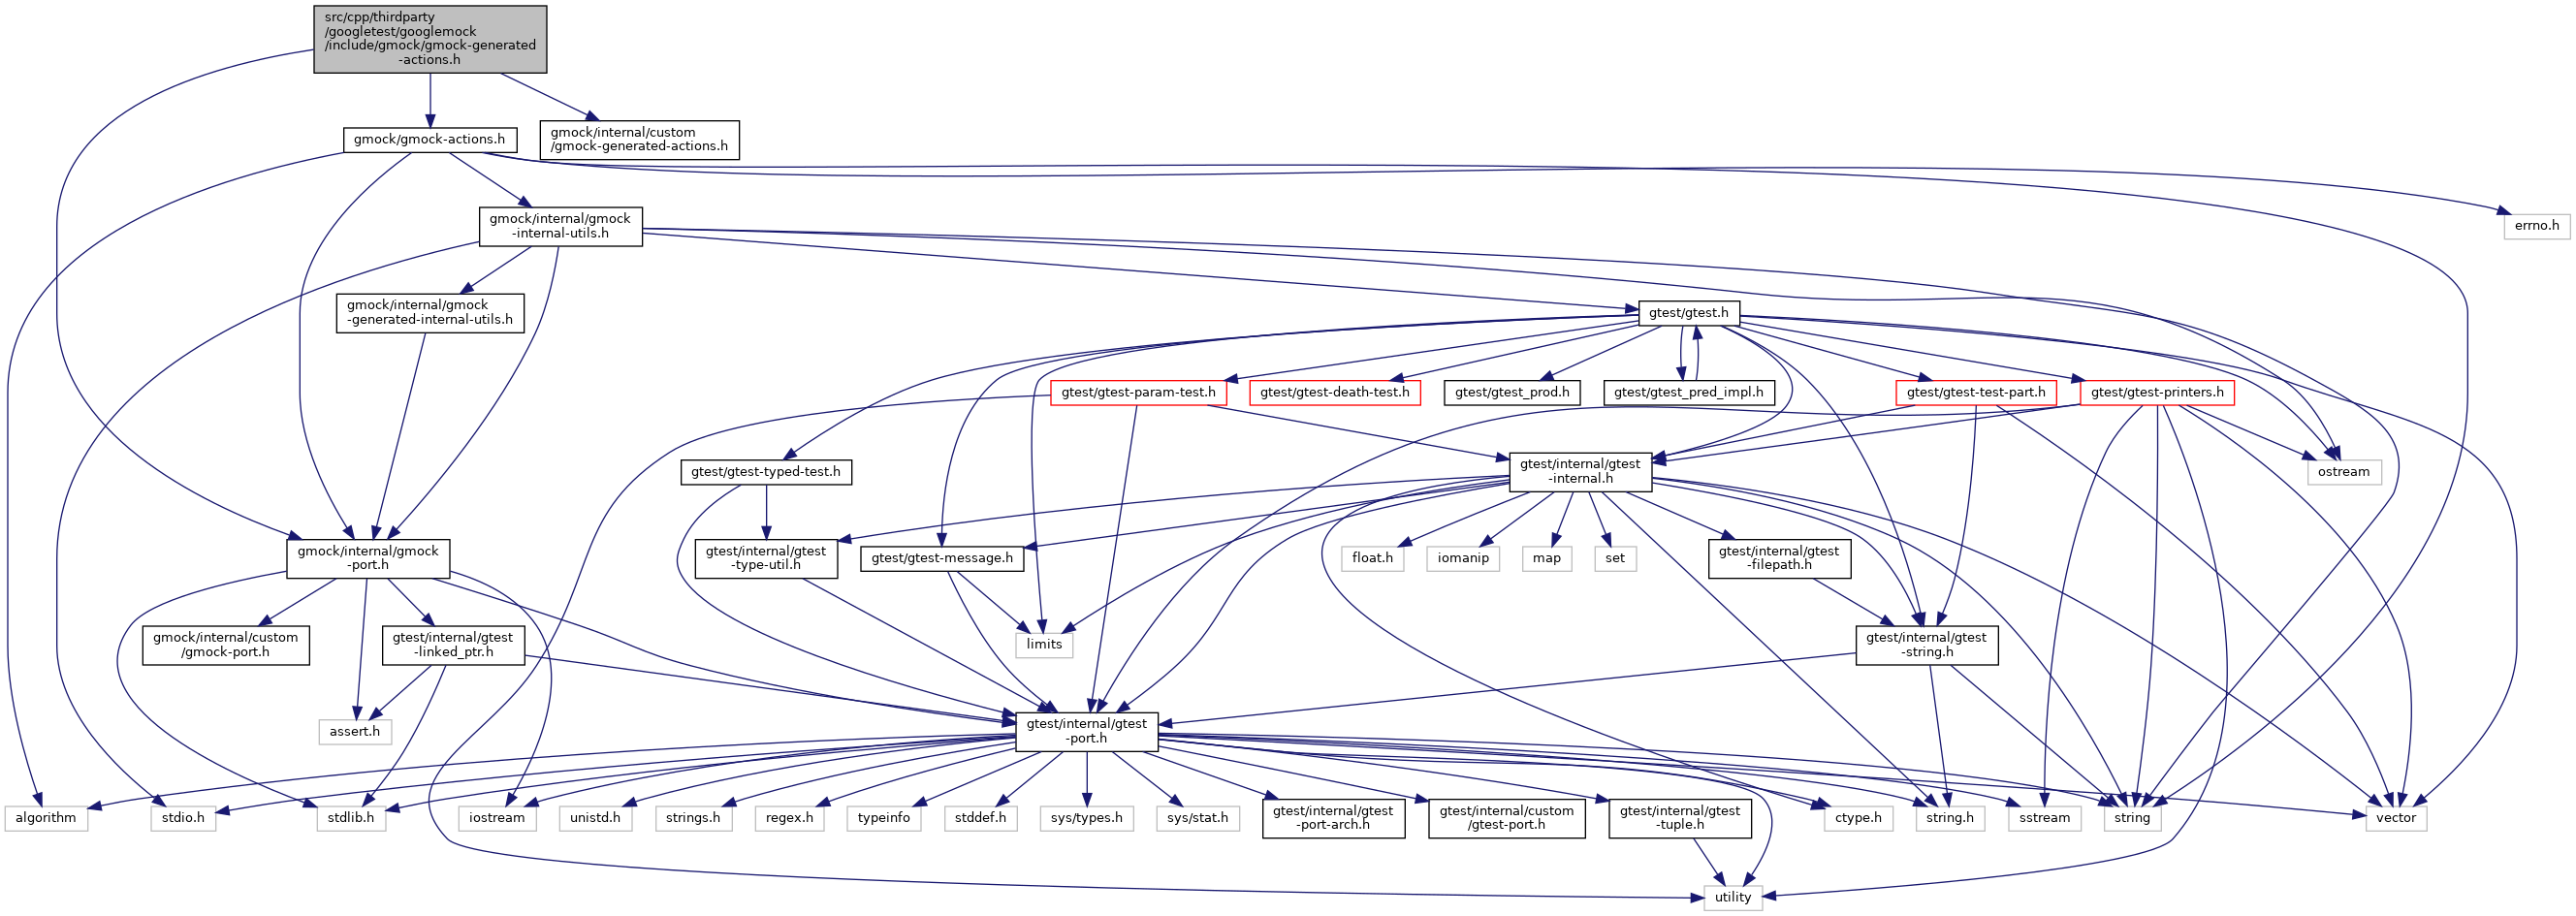 src/cpp/thirdparty
/googletest/googlemock
/include/gmock/gmock-generated
-actions.h
gmock/gmock-actions.h
gmock/internal/custom
/gmock-generated-actions.h
gmock/internal/gmock
-internal-utils.h
errno.h
gmock/internal/gmock
-generated-internal-utils.h
gtest/gtest.h
gtest/gtest-param-test.h
gtest/gtest-death-test.h
gtest/gtest_prod.h
gtest/gtest_pred_impl.h
gtest/gtest-test-part.h
gtest/gtest-printers.h
gtest/gtest-typed-test.h
gtest/internal/gtest
-internal.h
ostream
gmock/internal/gmock
-port.h
gtest/internal/gtest
-type-util.h
gtest/gtest-message.h
float.h
iomanip
map
set
gtest/internal/gtest
-filepath.h
gmock/internal/custom
/gmock-port.h
gtest/internal/gtest
-linked_ptr.h
limits
gtest/internal/gtest
-string.h
assert.h
gtest/internal/gtest
-port.h
algorithm
stdio.h
stdlib.h
iostream
unistd.h
strings.h
regex.h
typeinfo
stddef.h
sys/types.h
sys/stat.h
gtest/internal/gtest
-port-arch.h
gtest/internal/custom
/gtest-port.h
gtest/internal/gtest
-tuple.h
ctype.h
string.h
sstream
string
vector
utility